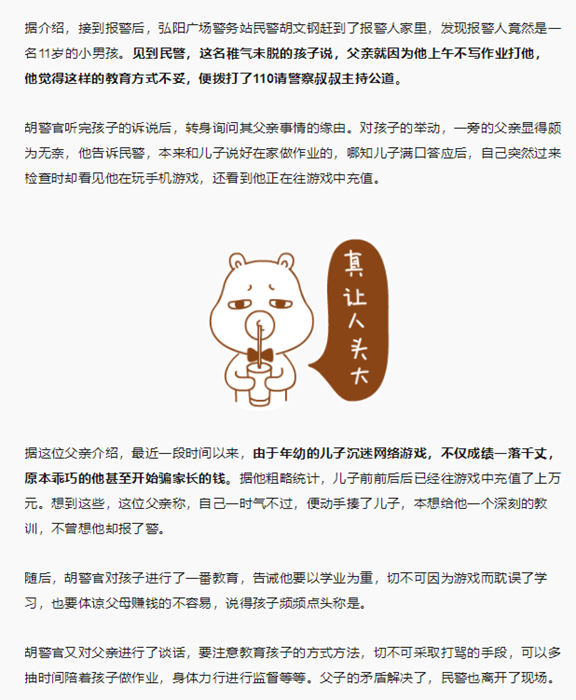 据介绍，接到报警后，弘阳广场警务站民警胡文钢赶到了报警人家里，发现报警人竟然是一
名11岁的小男孩。见到民警，这名稚气未脱的孩子说，父亲就因为他上午不写作业打他，
他觉得这样的教育方式不妥，便拨打了110请警察叔叔主持公道。
胡警官听完孩子的诉说后，转身询问其父亲事情的缘由。对孩子的举动，一旁的父亲显得颇
为无奈，他告诉民警，本来和儿子说好在家做作业的，哪知儿子满口答应后，自己突然过来
检查时却看见他在玩手机游戏，还看到他正在往游戏中充值。
真让人头大
据这位父亲介绍，最近一段时间以来，由于年幼的儿子沉迷网络游戏，不仅成绩一落千丈，
原本乖巧的他甚至开始骗家长的钱。据他粗略统计，儿子前前后后已经往游戏中充值了上万
元。想到这些，这位父亲称，自己一时气不过，便动手揍了儿子，本想给他一个深刻的教
训，不曾想他却报了警。
随后，胡警官对孩子进行了一番教育，告诫他要以学业为重，切不可因为游戏而耽误了学
习，也要体谅父母赚钱的不容易，说得孩子频频点头称是。
胡警官又对父亲进行了谈话，要注意教育孩子的方式方法，切不可采取打骂的手段，可以多
抽时间陪着孩子做作业，身体力行进行监督等等。父子的矛盾解决了，民警也离开了现场。